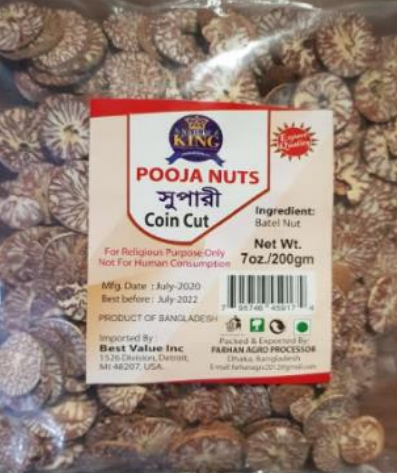 KING
Export
Quality
POOJA NUTS
সুপারী
Coin Cut
Ingredient:
Batel Nut
For Religious Purpose Only
Not For Human Consumption
Net Wt.
7oz./200gm
Mfg. Date : July-2020
Best before : July-2022
PRODUCT OF BANGLADESH
Imported By :
Best Value Inc
1526 Division, Detroit,
MI 48207, USA.
Packed & Exported By:
FARHAN AGRO PROCESSOR
Dhaka, Bangladesh